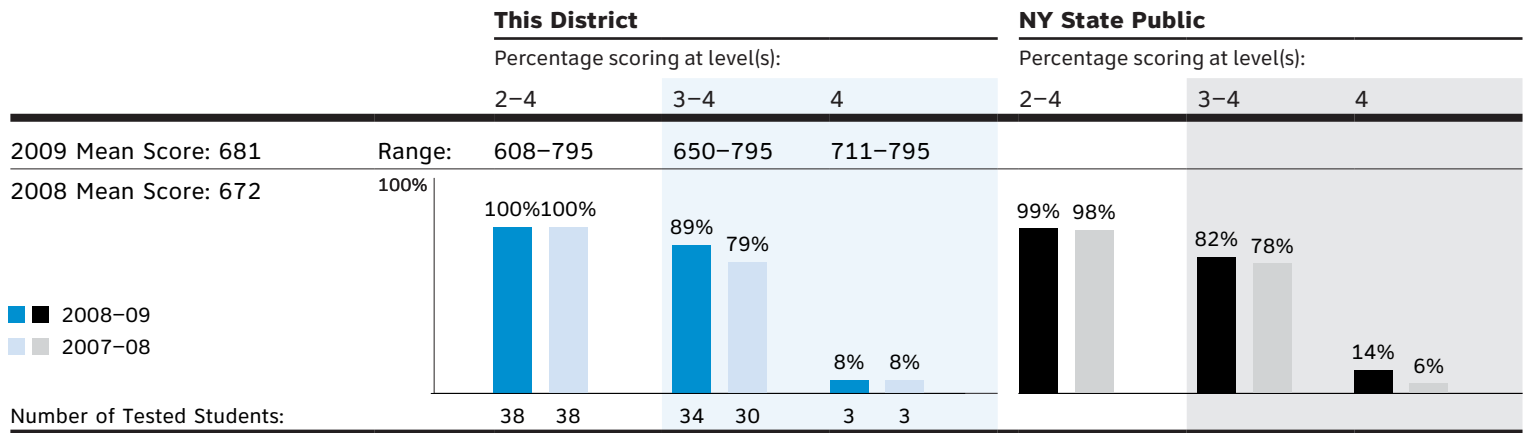 This District NY State Public
Percentage scoring at level(s): Percentage scoring at level(s):
2–4 3–4 4 2–4 3–4 4
2009 Mean Score: 681 Range: 608–795 650–795 711–795
2008 Mean Score: 672 100%
100% 100% 89% 79% 8% 8% 99% 98% 82% 78% 14% 6%
2008–09
2007–08
Number of Tested Students: 38 38 34 30 3 3